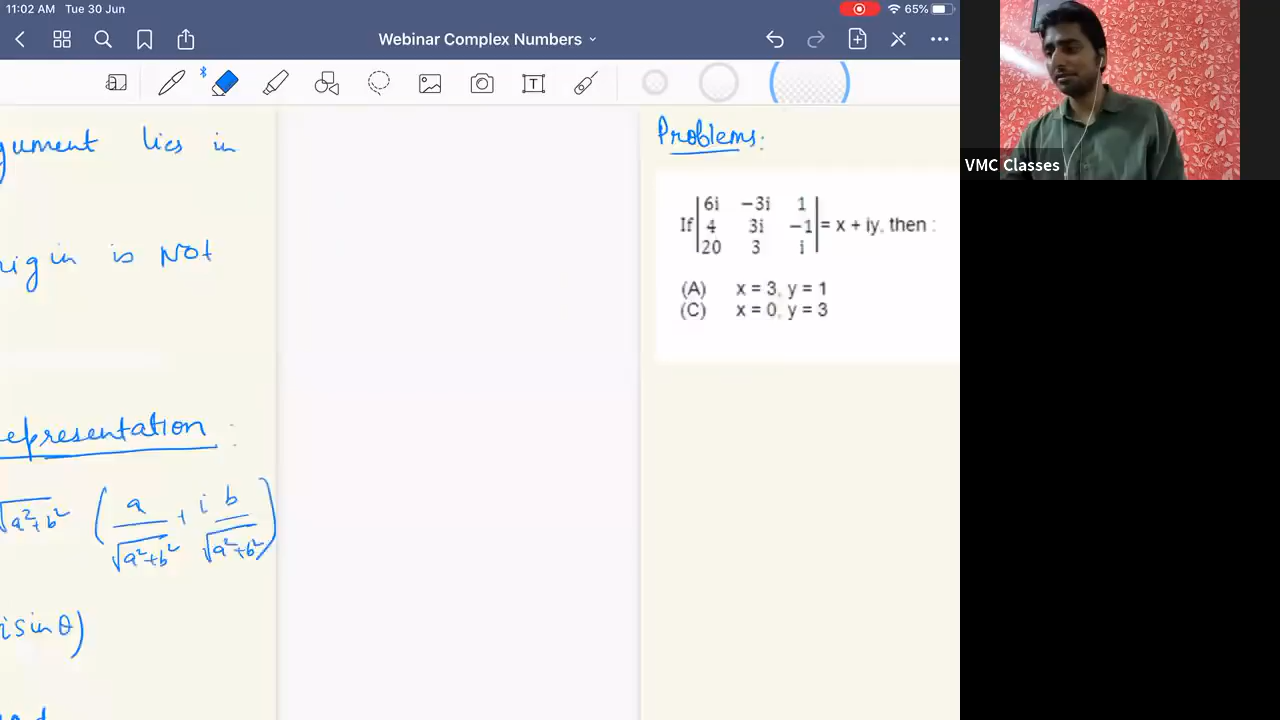 11:02 AM Tue 30 Jun
65%
Webinar Complex Numbers
T
VMC Classes
gument lies in
igin is NOT
epresentation :
√a²+b² ( a/√a²+b² + i b/√a²+b² )
isin θ)
Problems:
If | 6i −3i 1 |
| 4 3i −1 | = x + iy, then :
| 20 3 i |
(A) x = 3, y = 1
(C) x = 0, y = 3